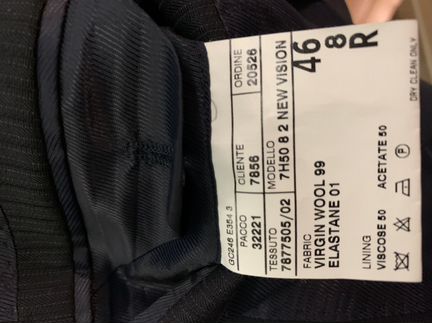 GC246 E354 3
PACCO CLIENTE ORDINE
32221 7856 20526
TESSUTO MODELLO
7877505/02 7H50 8 2 NEW VISION
FABRIC
VIRGIN WOOL 99
ELASTANE 01
46
8
R
LINING
VISCOSE 50 ACETATE 50
P
DRY CLEAN ONLY